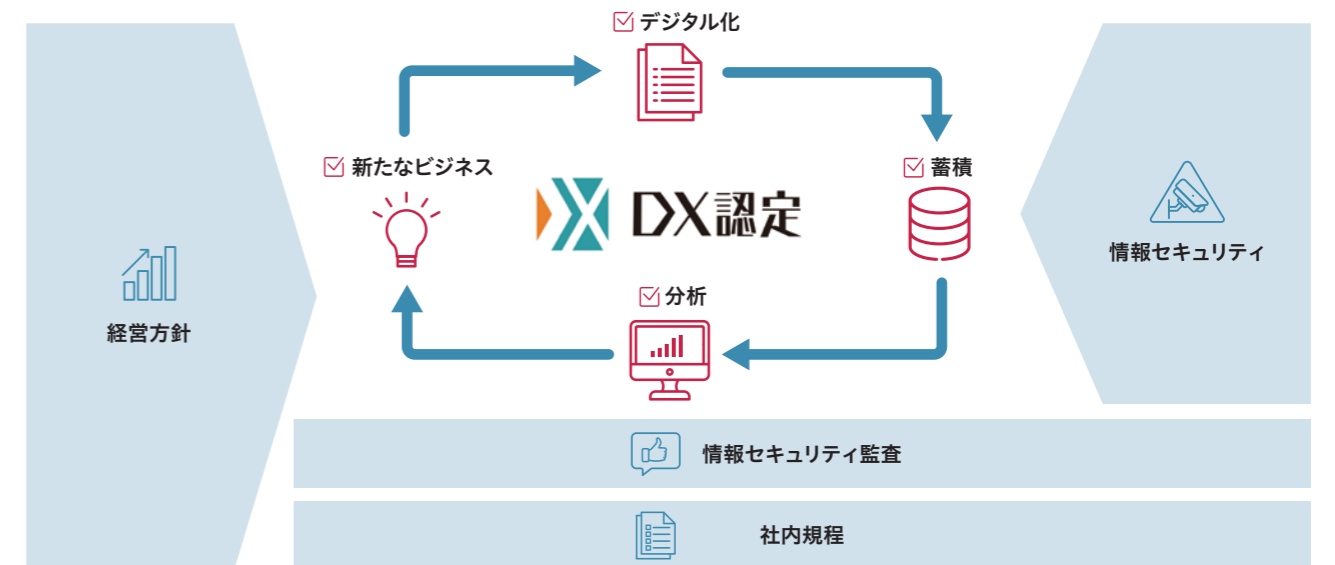 デジタル化
新たなビジネス
蓄積
DX認定
情報セキュリティ
分析
経営方針
情報セキュリティ監査
社内規程